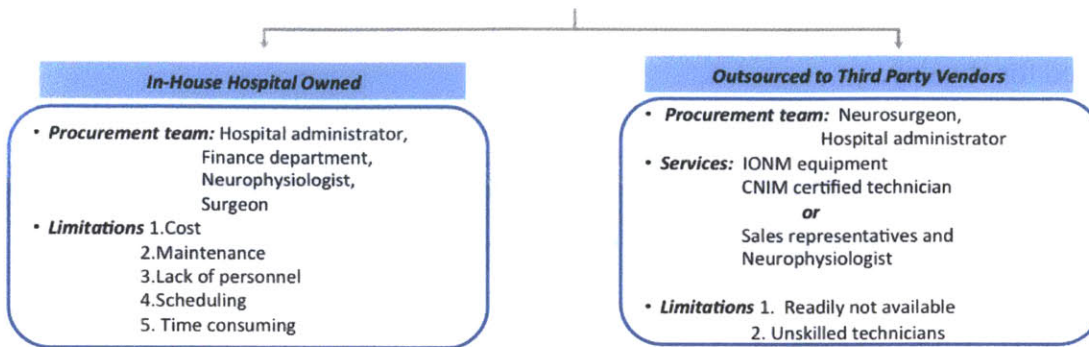 In-House Hospital Owned
• Procurement team: Hospital administrator,
Finance department,
Neurophysiologist,
Surgeon
• Limitations 1.Cost
2.Maintenance
3.Lack of personnel
4.Scheduling
5. Time consuming
Outsourced to Third Party Vendors
• Procurement team: Neurosurgeon,
Hospital administrator
• Services: IONM equipment
CNIM certified technician
or
Sales representatives and
Neurophysiologist
• Limitations 1. Readily not available
2. Unskilled technicians